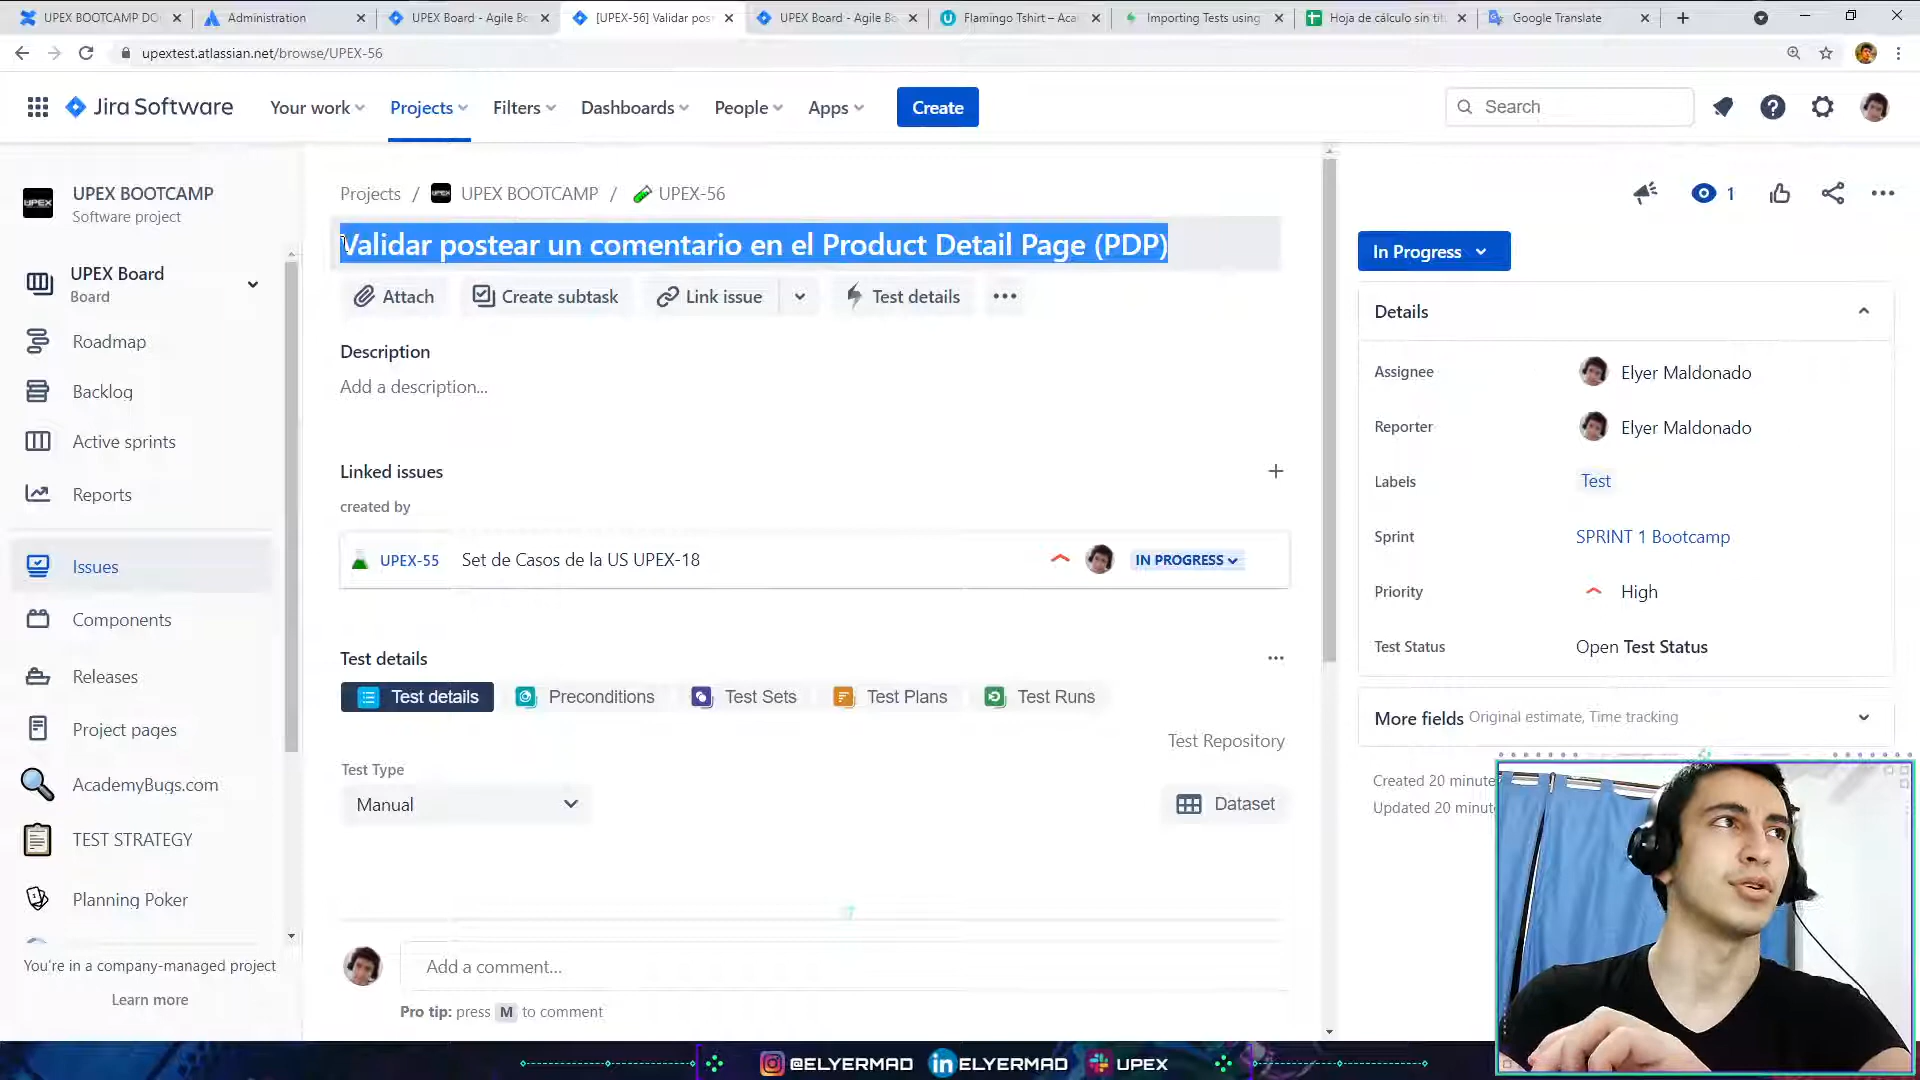 UPEX BOOTCAMP DO
Administration
UPEX Board - Agile Bo
[UPEX-56] Validar pos
UPEX Board - Agile Bo
Flamingo Tshirt – Aca
Importing Tests using
Hoja de cálculo sin tít
Google Translate
upextest.atlassian.net/browse/UPEX-56
Jira Software
Your work
Projects
Filters
Dashboards
People
Apps
Create
Search
UPEX BOOTCAMP
Software project
UPEX Board
Board
Roadmap
Backlog
Active sprints
Reports
Issues
Components
Releases
Project pages
AcademyBugs.com
TEST STRATEGY
Planning Poker
You're in a company-managed project
Learn more
Projects / UPEX BOOTCAMP / UPEX-56
Validar postear un comentario en el Product Detail Page (PDP)
Attach
Create subtask
Link issue
Test details
Description
Add a description...
Linked issues
created by
UPEX-55 Set de Casos de la US UPEX-18 IN PROGRESS
Test details
Test details
Preconditions
Test Sets
Test Plans
Test Runs
Test Repository
Test Type
Manual
Dataset
Add a comment...
Pro tip: press M to comment
1
In Progress
Details
Assignee Elyer Maldonado
Reporter Elyer Maldonado
Labels Test
Sprint SPRINT 1 Bootcamp
Priority High
Test Status Open Test Status
More fields Original estimate, Time tracking
Created 20 minute
Updated 20 minut
@ELYERMAD
in ELYERMAD
UPEX